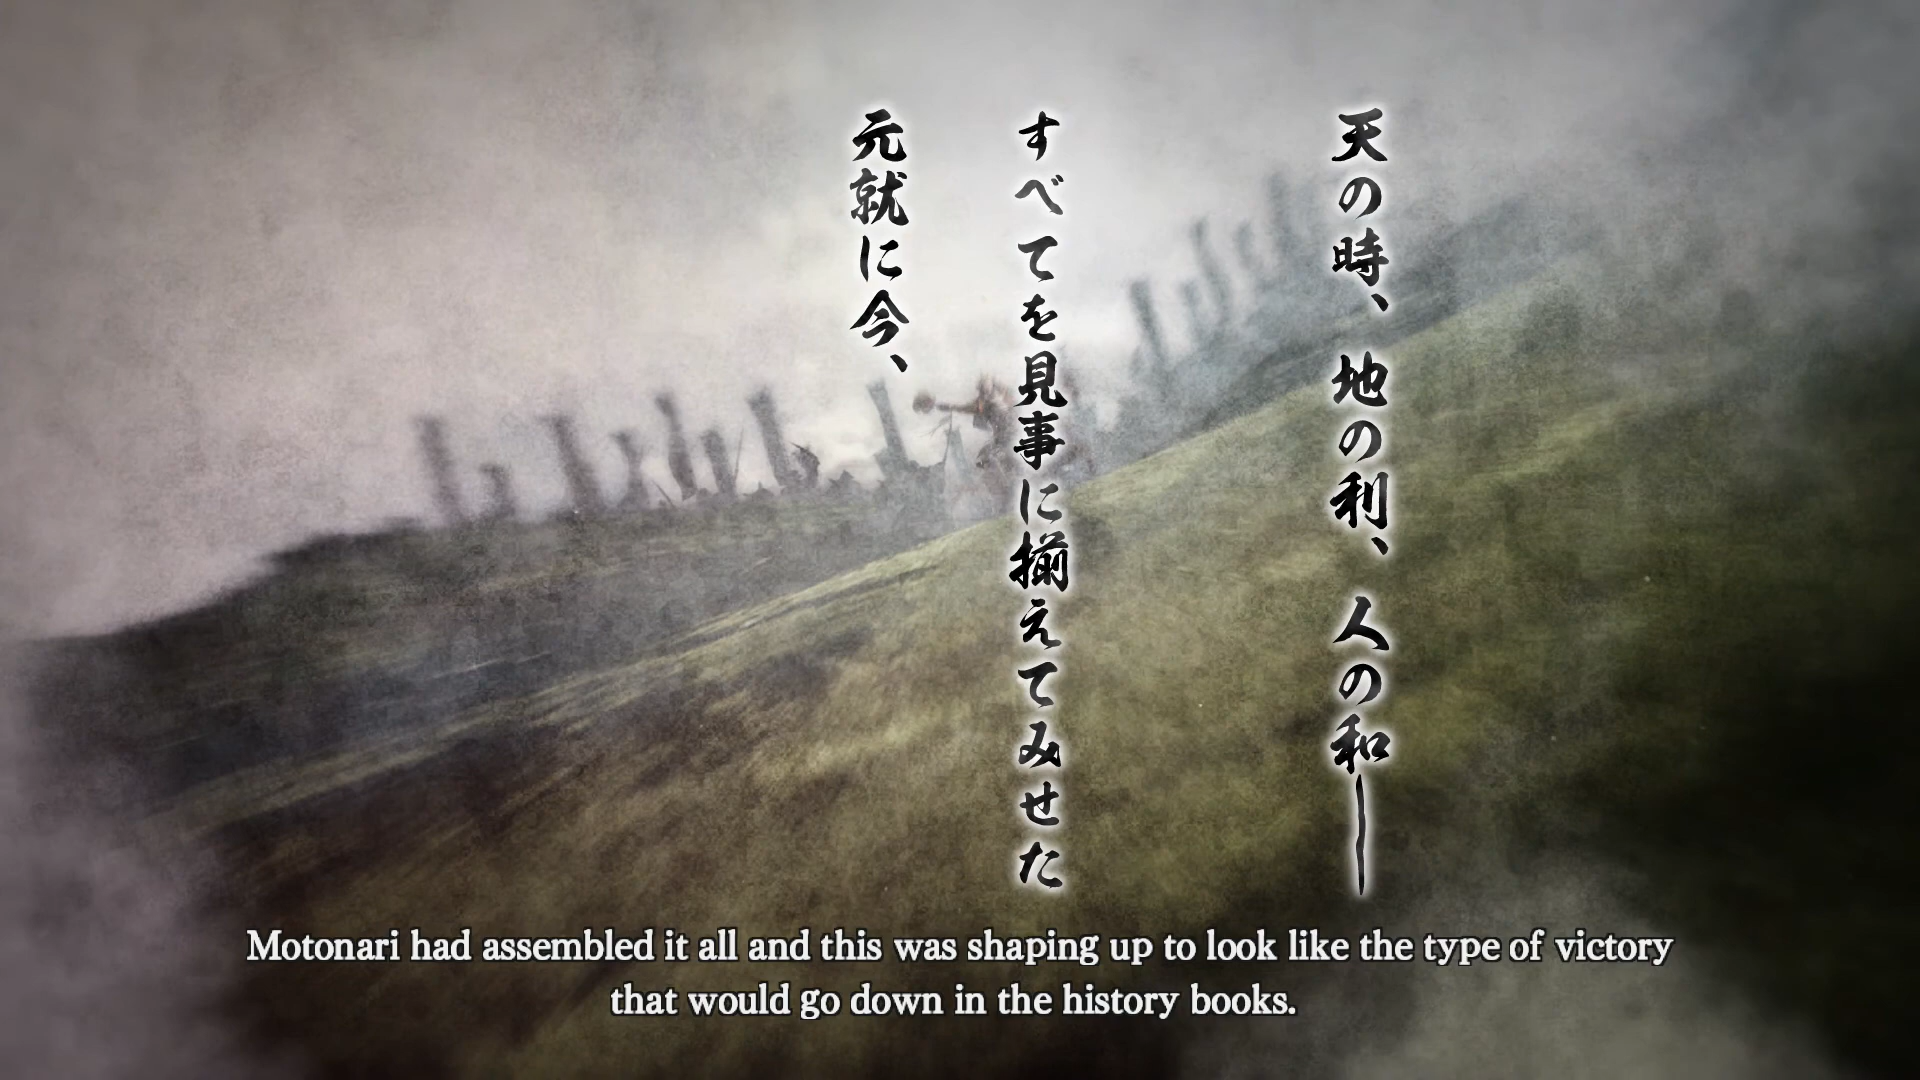 天の時、地の利、人の和―
すべてを見事に揃えてみせた
元就に今、
Motonari had assembled it all and this was shaping up to look like the type of victory
that would go down in the history books.